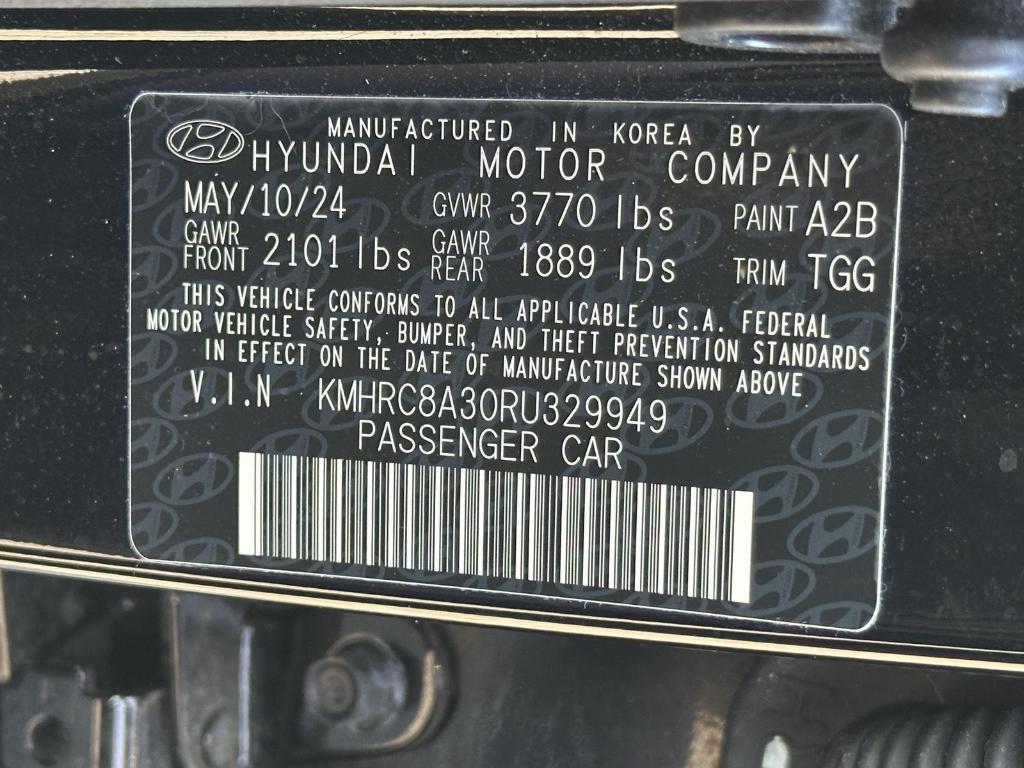 MANUFACTURED IN KOREA BY
HYUNDAI MOTOR COMPANY
MAY/10/24 GVWR 3770 lbs PAINT A2B
GAWR FRONT 2101 lbs GAWR REAR 1889 lbs TRIM TGG
THIS VEHICLE CONFORMS TO ALL APPLICABLE U.S.A. FEDERAL
MOTOR VEHICLE SAFETY, BUMPER, AND THEFT PREVENTION STANDARDS
IN EFFECT ON THE DATE OF MANUFACTURE SHOWN ABOVE
V.I.N KMHRC8A30RU329949
PASSENGER CAR